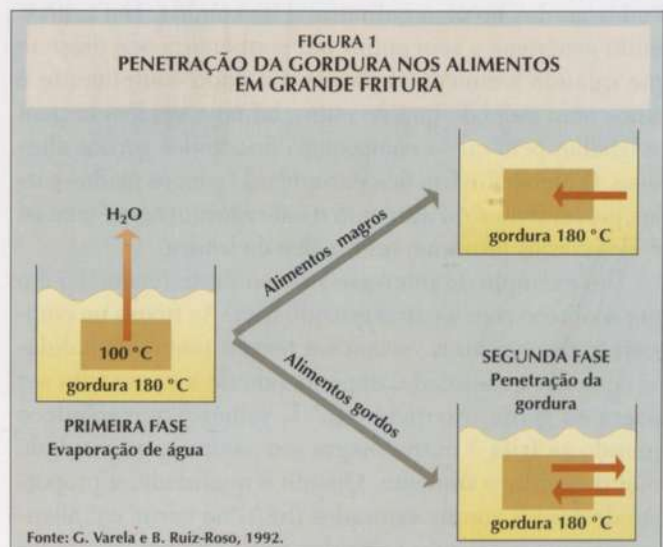 FIGURA 1
PENETRAÇÃO DA GORDURA NOS ALIMENTOS
EM GRANDE FRITURA
H₂O
100 °C
gordura 180 °C
PRIMEIRA FASE
Evaporação de água
Alimentos magros
Alimentos gordos
gordura 180 °C
SEGUNDA FASE
Penetração da
gordura
gordura 180 °C
Fonte: G. Varela e B. Ruiz-Roso, 1992.